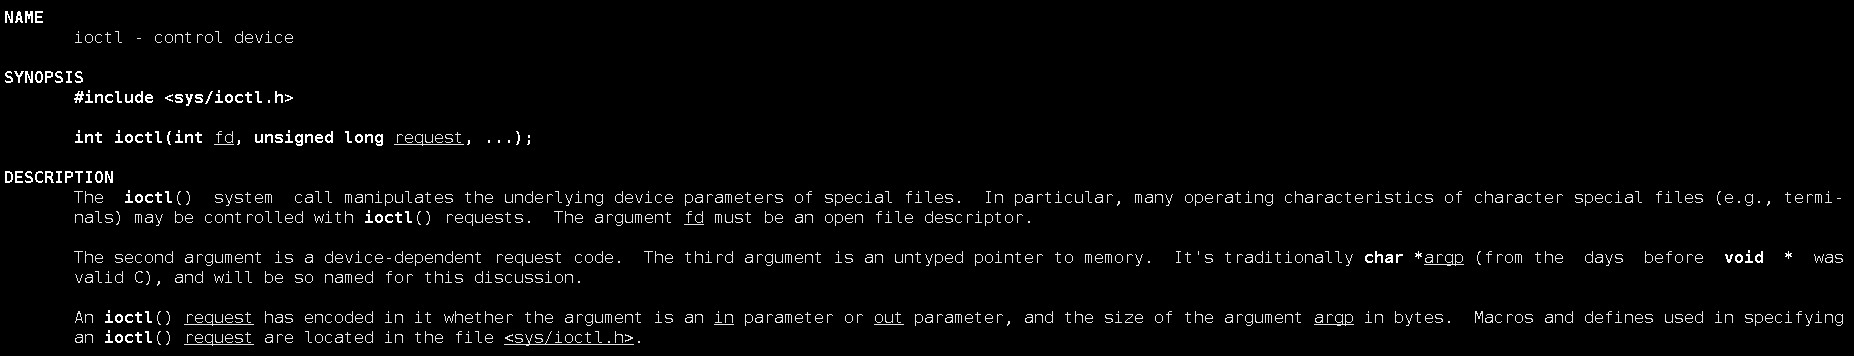 NAME
ioctl - control device
SYNOPSIS
#include <sys/ioctl.h>
int ioctl(int fd, unsigned long request, ...);
DESCRIPTION
The ioctl() system call manipulates the underlying device parameters of special files. In particular, many operating characteristics of character special files (e.g., termi-
nals) may be controlled with ioctl() requests. The argument fd must be an open file descriptor.
The second argument is a device-dependent request code. The third argument is an untyped pointer to memory. It's traditionally char *argp (from the days before void * was
valid C), and will be so named for this discussion.
An ioctl() request has encoded in it whether the argument is an in parameter or out parameter, and the size of the argument argp in bytes. Macros and defines used in specifying
an ioctl() request are located in the file <sys/ioctl.h>.